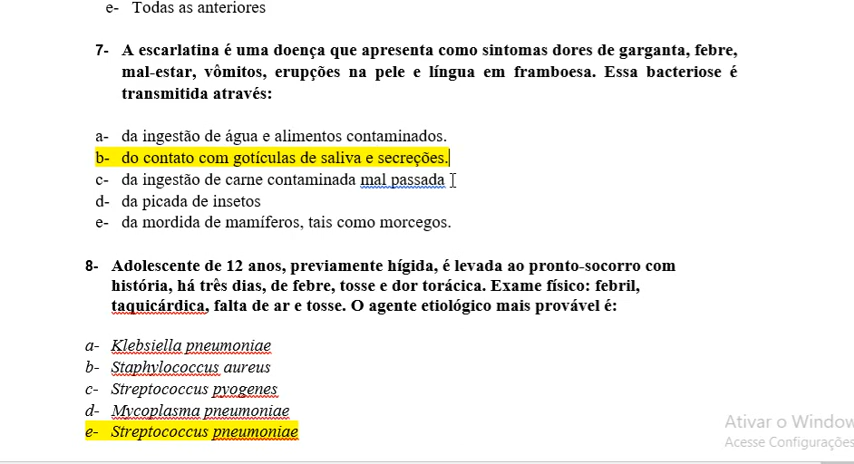 e- Todas as anteriores
7- A escarlatina é uma doença que apresenta como sintomas dores de garganta, febre,
mal-estar, vômitos, erupções na pele e língua em framboesa. Essa bacteriose é
transmitida através:
a- da ingestão de água e alimentos contaminados.
b- do contato com gotículas de saliva e secreções.
c- da ingestão de carne contaminada mal passada
d- da picada de insetos
e- da mordida de mamíferos, tais como morcegos.
8- Adolescente de 12 anos, previamente hígida, é levada ao pronto-socorro com
história, há três dias, de febre, tosse e dor torácica. Exame físico: febril,
taquicárdica, falta de ar e tosse. O agente etiológico mais provável é:
a- Klebsiella pneumoniae
b- Staphylococcus aureus
c- Streptococcus pyogenes
d- Mycoplasma pneumoniae
e- Streptococcus pneumoniae
Ativar o Window
Acesse Configurações